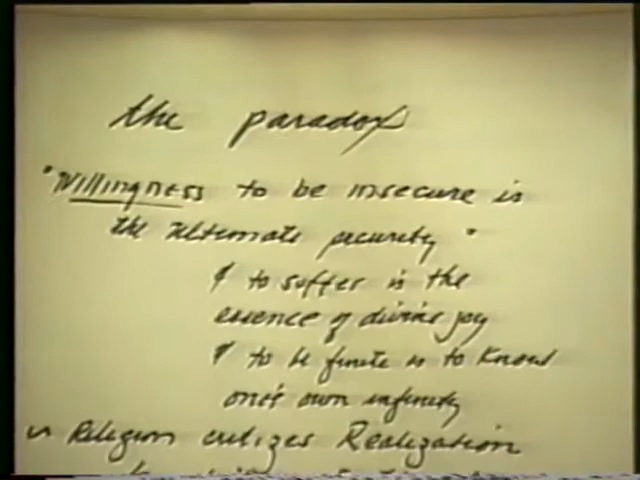 the paradox
"Willingness to be insecure is
the ultimate security"
& to suffer is the
essence of divine joy
& to be finite is to know
one's own infinity
Religion utilizes Realization